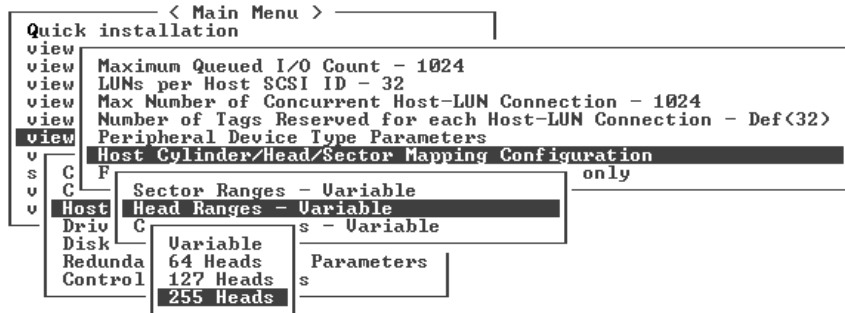 < Main Menu >
Quick installation
view
view Maximum Queued I/O Count - 1024
view LUNs per Host SCSI ID - 32
view Max Number of Concurrent Host-LUN Connection - 1024
view Number of Tags Reserved for each Host-LUN Connection - Def(32)
view Peripheral Device Type Parameters
v Host Cylinder/Head/Sector Mapping Configuration
s C F only
v C Sector Ranges - Variable
v Host Head Ranges - Variable
Driv C s - Variable
Disk Variable
Redunda 64 Heads Parameters
Control 127 Heads s
255 Heads